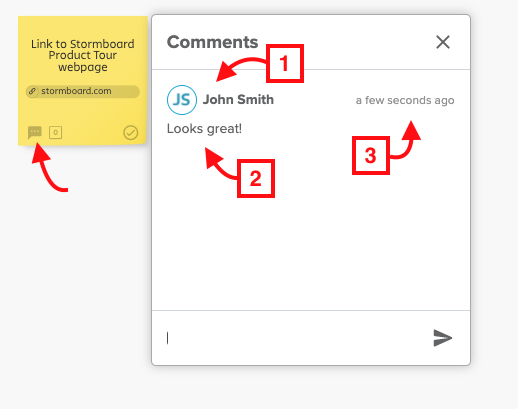 Link to Stormboard
Product Tour
webpage
stormboard.com
0
Comments
1
JS John Smith
a few seconds ago
Looks great!
2
3